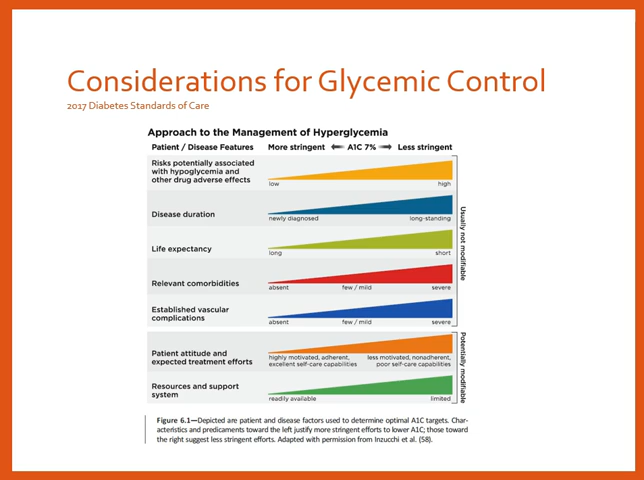 Considerations for Glycemic Control
2017 Diabetes Standards of Care
Approach to the Management of Hyperglycemia
Patient / Disease Features More stringent A1C 7% Less stringent
Risks potentially associated
with hypoglycemia and
other drug adverse effects
low high
Disease duration
newly diagnosed long-standing
Life expectancy
long short
Relevant comorbidities
absent few / mild severe
Established vascular
complications
absent few / mild severe
Usually not modifiable
Patient attitude and
expected treatment efforts
highly motivated, adherent, less motivated, nonadherent,
excellent self-care capabilities poor self-care capabilities
Resources and support
system
readily available limited
Potentially modifiable
Figure 6.1—Depicted are patient and disease factors used to determine optimal A1C targets. Char-
acteristics and predicaments toward the left justify more stringent efforts to lower A1C; those toward
the right suggest less stringent efforts. Adapted with permission from Inzucchi et al. (58).